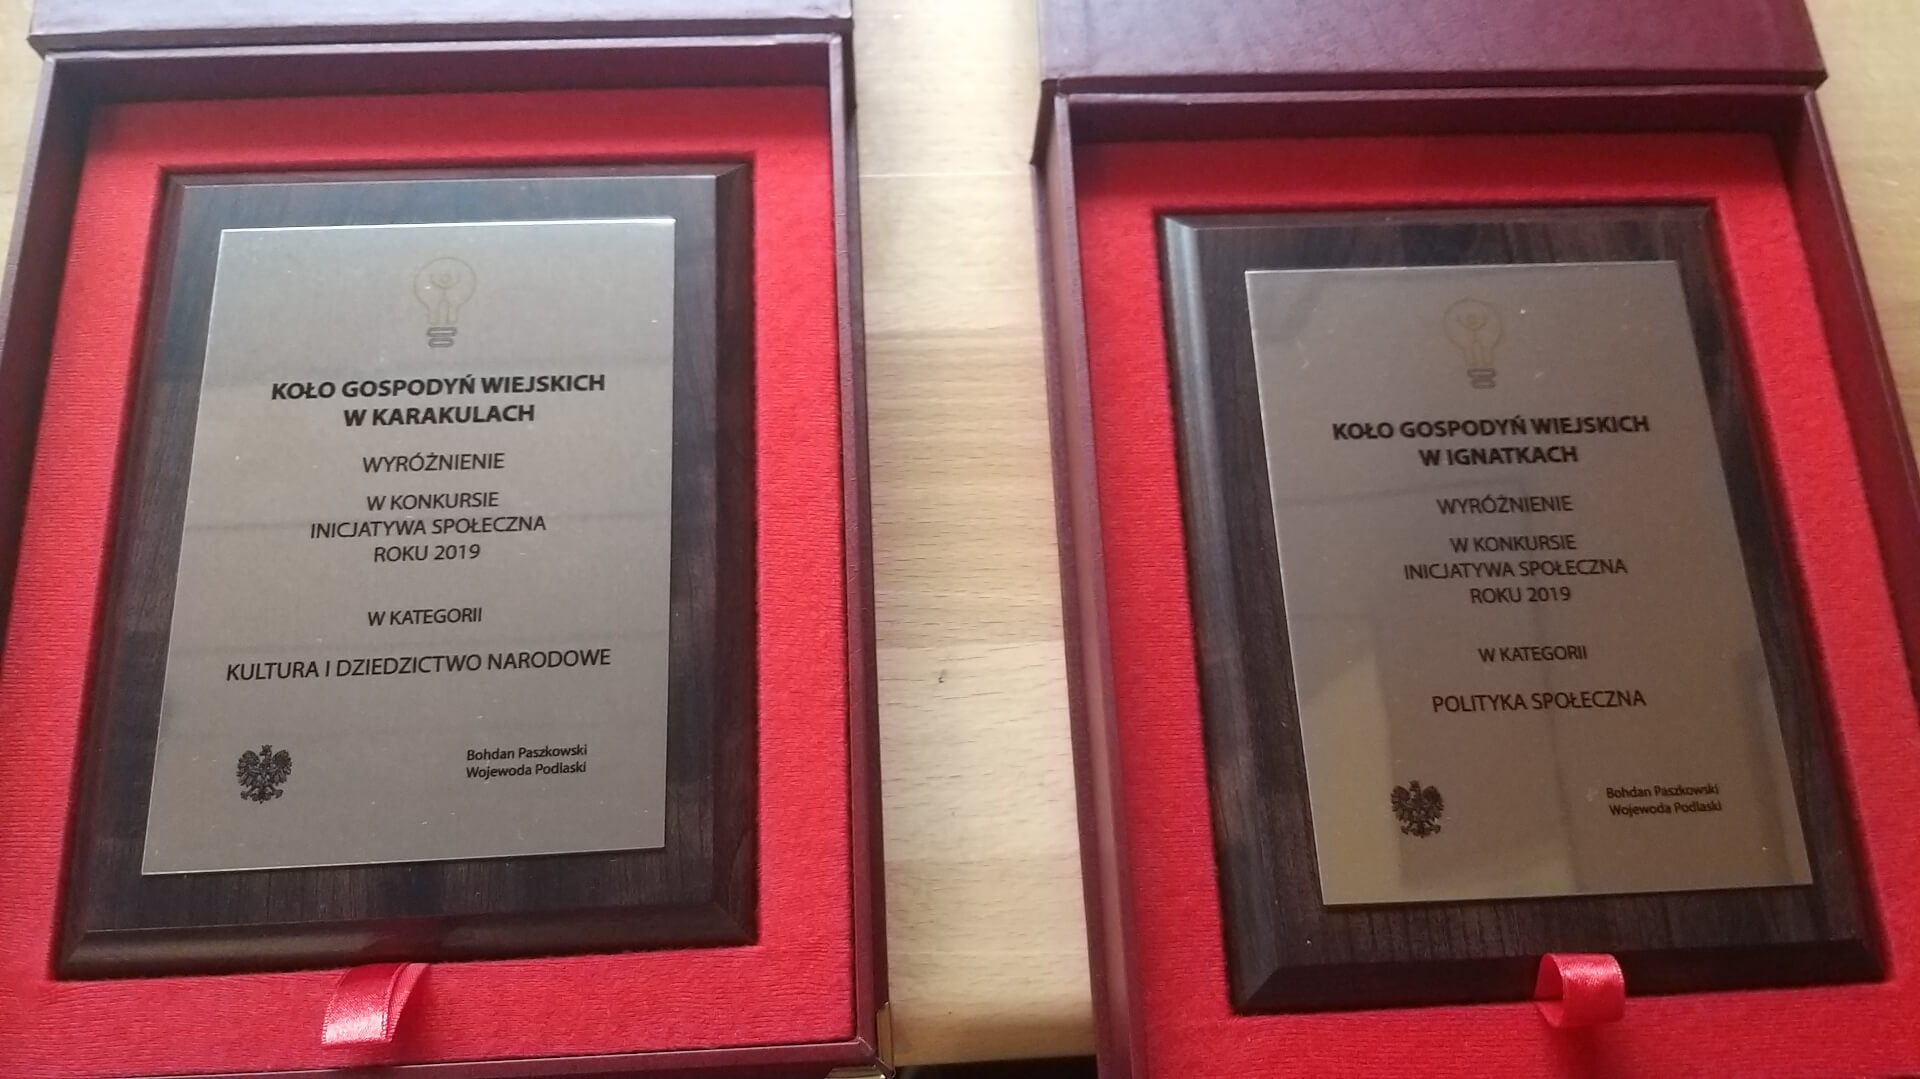 KOŁO GOSPODYŃ WIEJSKICH
W KARAKULACH
WYRÓŻNIENIE
W KONKURSIE
INICJATYWA SPOŁECZNA
ROKU 2019
W KATEGORII
KULTURA I DZIEDZICTWO NARODOWE
Bohdan Paszkowski
Wojewoda Podlaski
KOŁO GOSPODYŃ WIEJSKICH
W IGNATKACH
WYRÓŻNIENIE
W KONKURSIE
INICJATYWA SPOŁECZNA
ROKU 2019
W KATEGORII
POLITYKA SPOŁECZNA
Bohdan Paszkowski
Wojewoda Podlaski